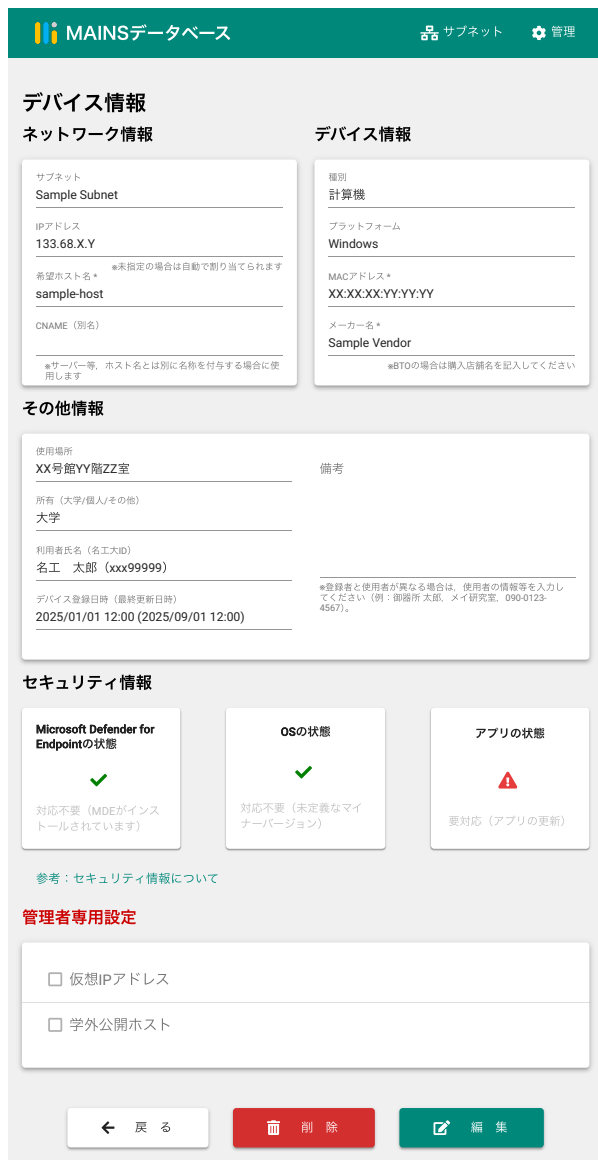 MAINSデータベース
サブネット
管理
デバイス情報
ネットワーク情報
サブネット
Sample Subnet
IPアドレス
133.68.X.Y
※未指定の場合は自動で割り当てられます
希望ホスト名 *
sample-host
CNAME（別名）
※サーバー等，ホスト名とは別に名称を付与する場合に使
用します
デバイス情報
種別
計算機
プラットフォーム
Windows
MACアドレス *
XX:XX:XX:YY:YY:YY
メーカー名 *
Sample Vendor
※BTOの場合は購入店舗名を記入してください
その他情報
使用場所
XX号館YY階ZZ室
所有（大学/個人/その他）
大学
利用者氏名（名工大ID）
名工　太郎（xxx99999）
デバイス登録日時（最終更新日時）
2025/01/01 12:00 (2025/09/01 12:00)
備考
※登録者と使用者が異なる場合は，使用者の情報等を入力し
てください（例：御器所 太郎，メイ研究室，090-0123-
4567）。
セキュリティ情報
Microsoft Defender for
Endpointの状態
対応不要（MDEがインス
トールされています）
OSの状態
対応不要（未定義なマイ
ナーバージョン）
アプリの状態
要対応（アプリの更新）
参考：セキュリティ情報について
管理者専用設定
仮想IPアドレス
学外公開ホスト
戻 る
削 除
編 集